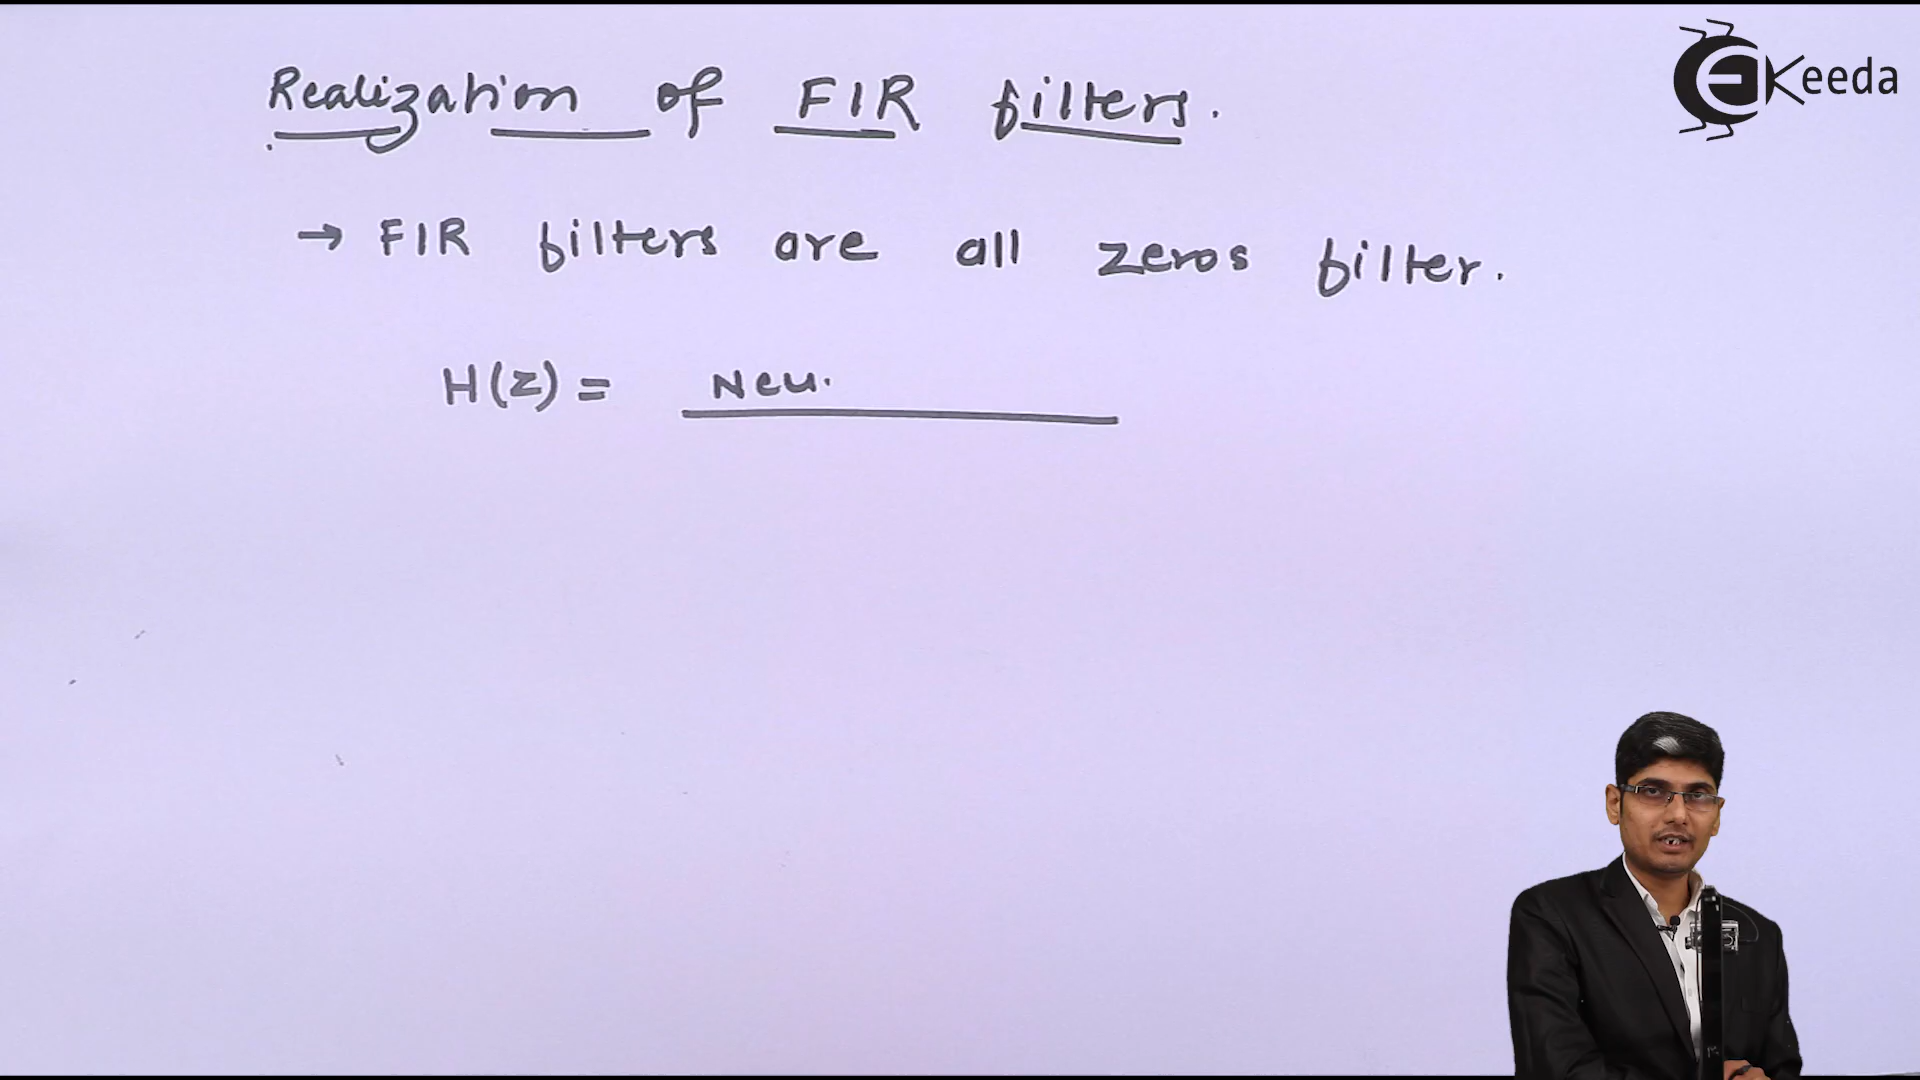 Realization of FIR filters.
→ FIR filters are all zeros filter.
H(Z) = Neu.
EKeeda